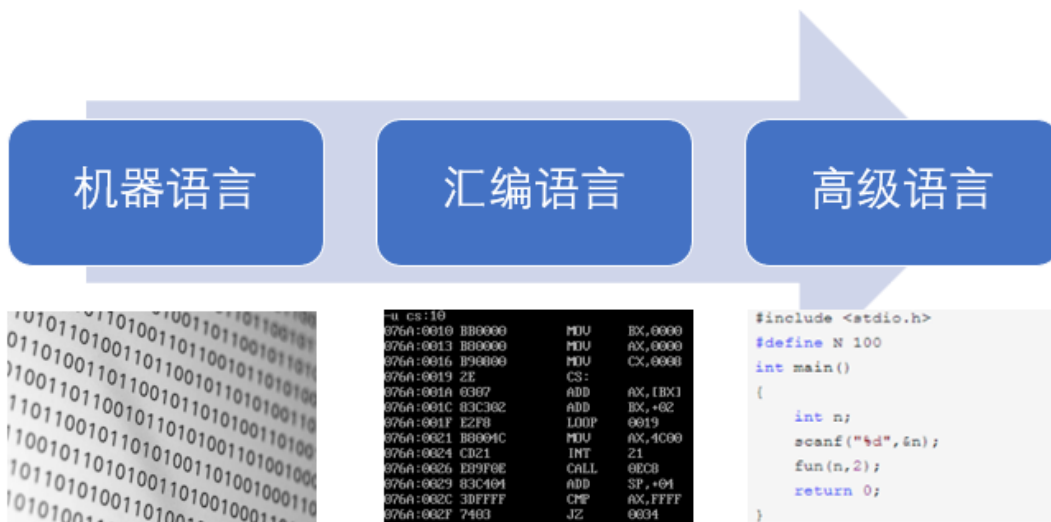 机器语言
汇编语言
高级语言
-u cs:10
076A:0010 BB0000 MOV BX,0000
076A:0013 B80000 MOV AX,0000
076A:0016 B90800 MOV CX,0008
076A:0019 2E CS:
076A:001A 0307 ADD AX,[BX]
076A:001C 83C302 ADD BX,+02
076A:001F E2F8 LOOP 0019
076A:0021 B8004C MOV AX,4C00
076A:0024 CD21 INT 21
076A:0026 E89F0E CALL 0EC8
076A:0029 83C404 ADD SP,+04
076A:002C 3DFFFF CMP AX,FFFF
076A:002F 7403 JZ 0034
#include <stdio.h>
#define N 100
int main()
{
int n;
scanf("%d",&n);
fun(n,2);
return 0;
}